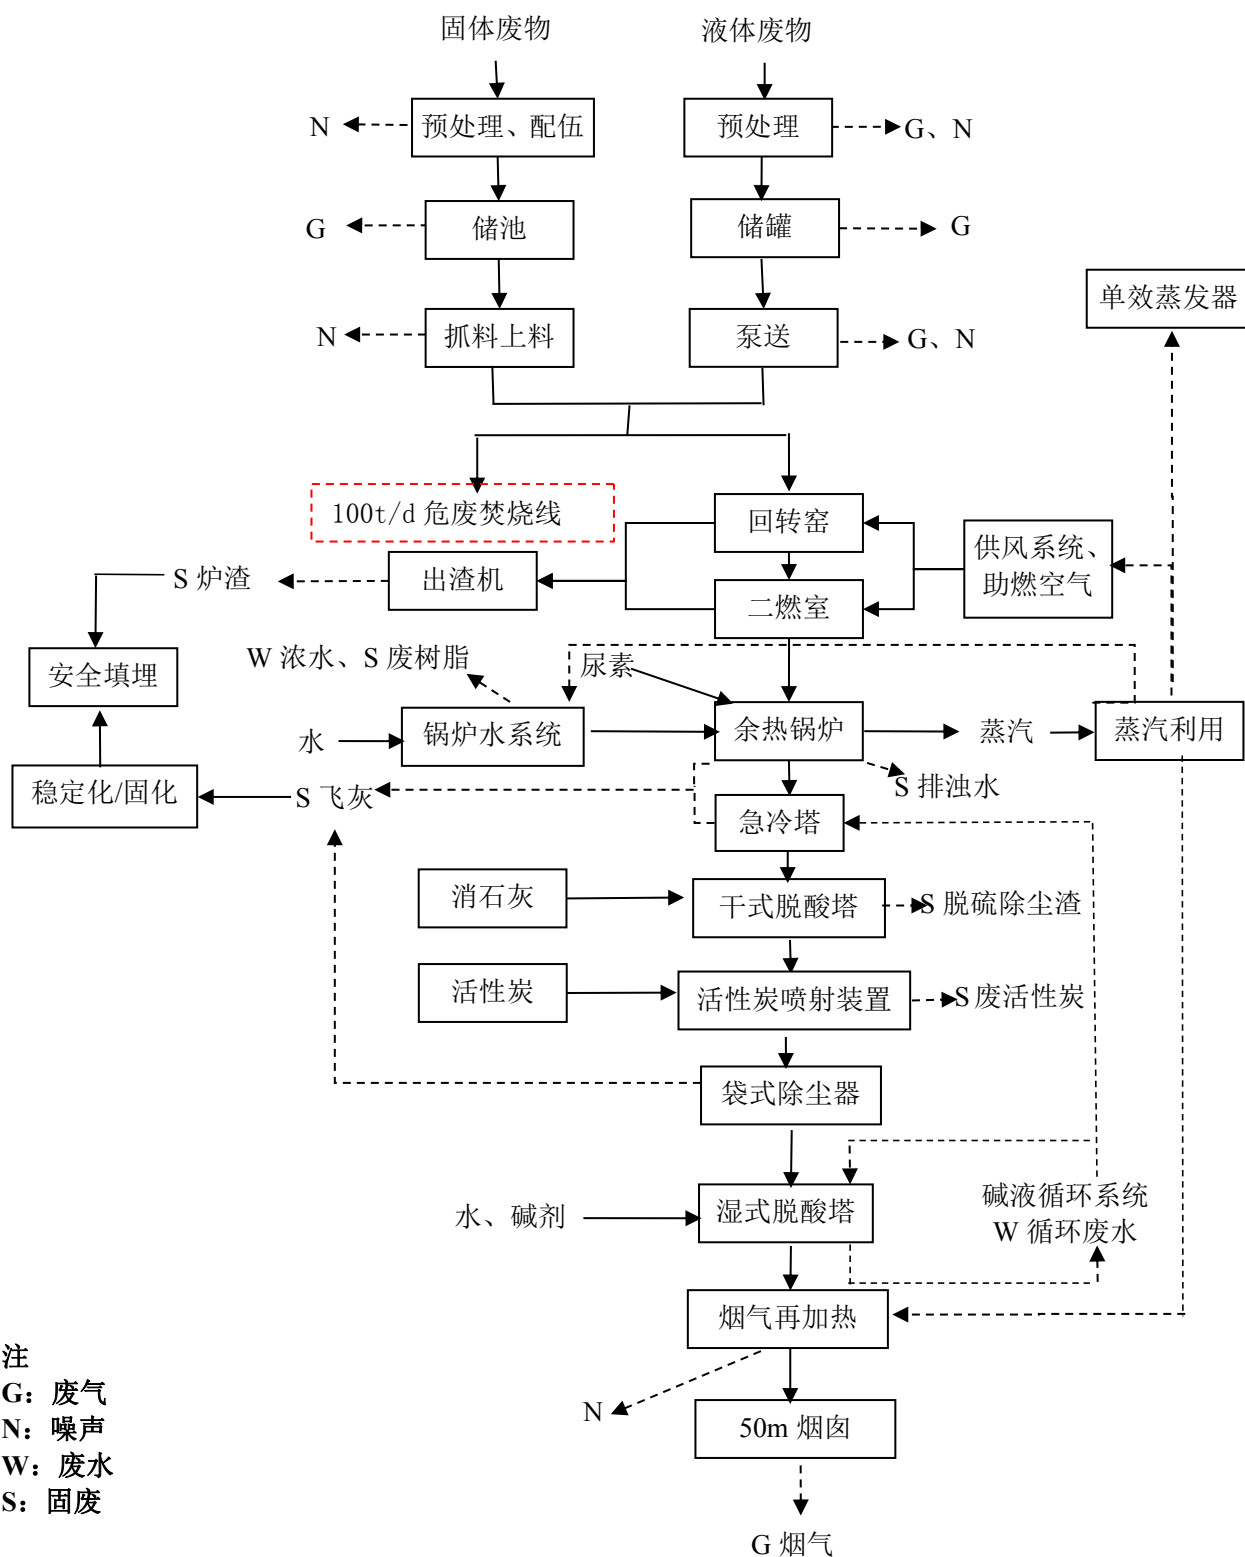 固体废物
液体废物
N
预处理、配伍
预处理
G、N
G
储池
储罐
G
单效蒸发器
N
抓料上料
泵送
G、N
100t/d 危废焚烧线
回转窑
供风系统、
助燃空气
S 炉渣
出渣机
二燃室
安全填埋
W 浓水、S 废树脂
尿素
水
锅炉水系统
余热锅炉
蒸汽
蒸汽利用
稳定化/固化
S 飞灰
S 排浊水
急冷塔
消石灰
干式脱酸塔
S 脱硫除尘渣
活性炭
活性炭喷射装置
S 废活性炭
袋式除尘器
水、碱剂
湿式脱酸塔
碱液循环系统
W 循环废水
烟气再加热
N
50m 烟囱
G 烟气
注
G：废气
N：噪声
W：废水
S：固废